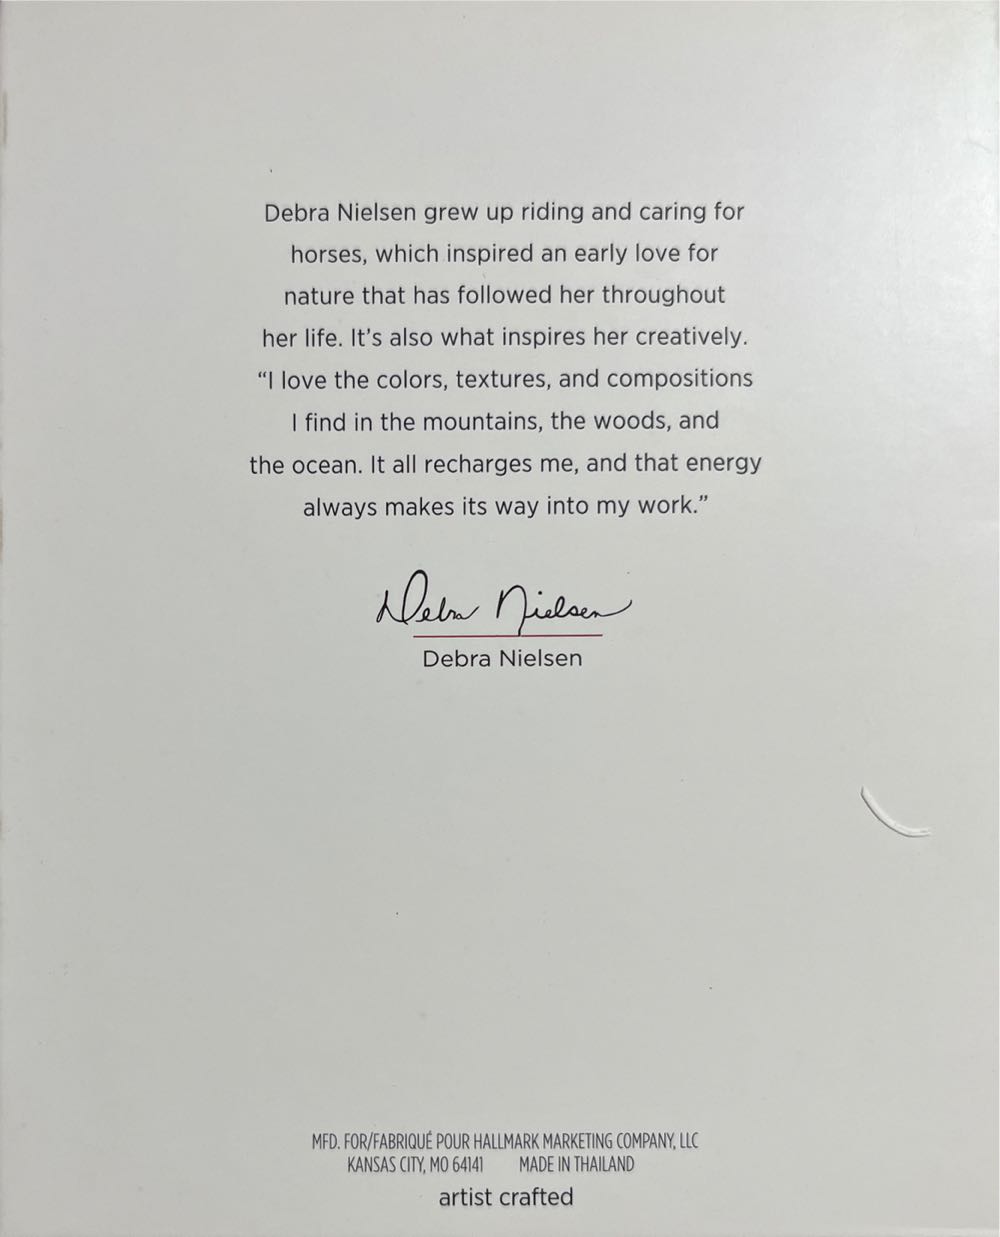 Debra Nielsen grew up riding and caring for
horses, which inspired an early love for
nature that has followed her throughout
her life. It's also what inspires her creatively.
“I love the colors, textures, and compositions
I find in the mountains, the woods, and
the ocean. It all recharges me, and that energy
always makes its way into my work.”
Debra Nielsen
Debra Nielsen
MFD. FOR/FABRIQUÉ POUR HALLMARK MARKETING COMPANY, LLC
KANSAS CITY, MO 64141 MADE IN THAILAND
artist crafted